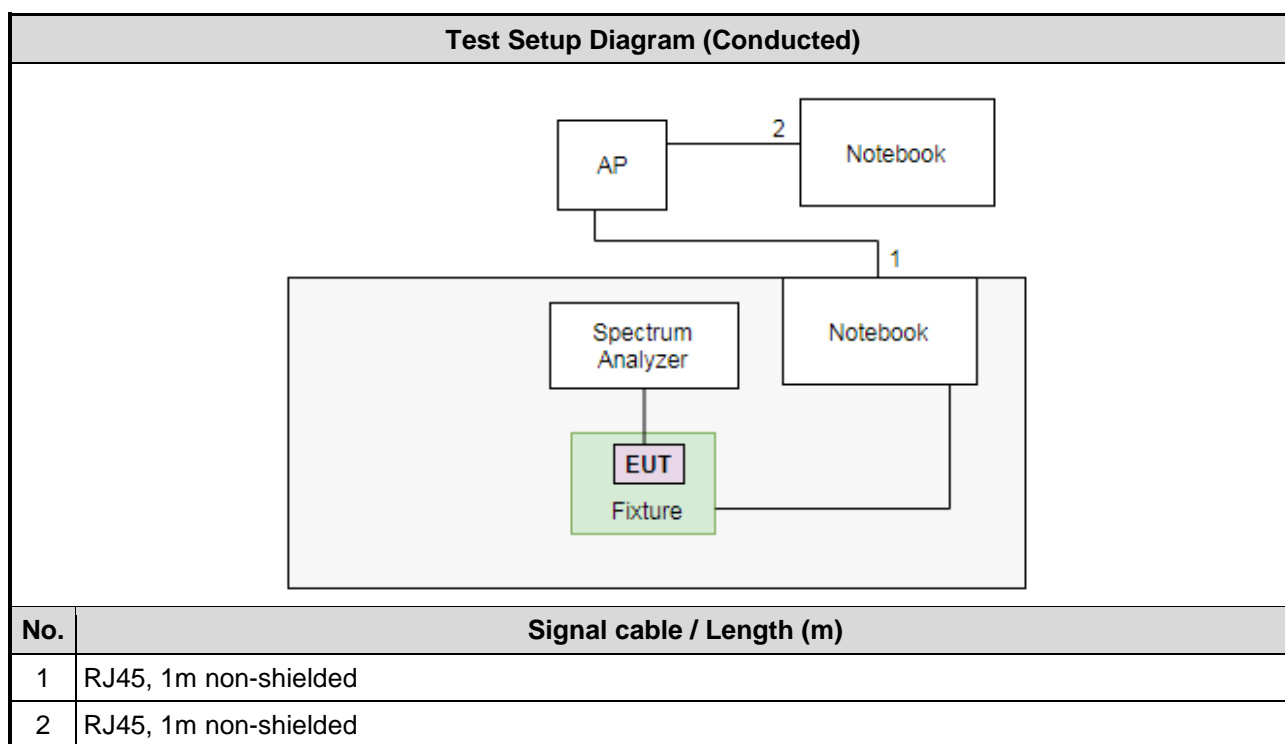 Test Setup Diagram (Conducted)
AP
2
Notebook
1
Spectrum
Analyzer
Notebook
EUT
Fixture
No. Signal cable / Length (m)
1 RJ45, 1m non-shielded
2 RJ45, 1m non-shielded